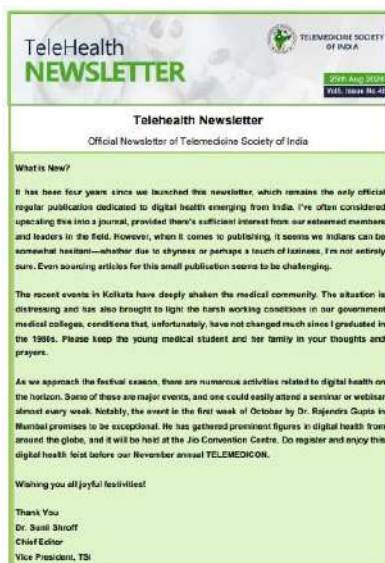 TeleHealth
NEWSLETTER
TELEMEDICINE SOCIETY
OF INDIA
25th Aug 2024
Vol5. Issue No.48
Telehealth Newsletter
Official Newsletter of Telemedicine Society of India
What is New?
It has been four years since we launched this newsletter, which remains the only official
regular publication dedicated to digital health emerging from India. I've often considered
upscaling this into a journal, provided there's sufficient interest from our esteemed members
and leaders in the field. However, when it comes to publishing, it seems we Indians can be
somewhat hesitant—whether due to shyness or perhaps a touch of laziness, I'm not entirely
sure. Even sourcing articles for this small publication seems to be challenging.
The recent events in Kolkata have deeply shaken the medical community. The situation is
distressing and has also brought to light the harsh working conditions in our government
medical colleges, conditions that, unfortunately, have not changed much since I graduated in
the 1980s. Please keep the young medical student and her family in your thoughts and
prayers.
As we approach the festival season, there are numerous activities related to digital health on
the horizon. Some of these are major events, and one could easily attend a seminar or webinar
almost every week. Notably, the event in the first week of October by Dr. Rajendra Gupta in
Mumbai promises to be exceptional. He has gathered prominent figures in digital health from
around the globe, and it will be held at the Jio Convention Centre. Do register and enjoy this
digital health feist before our November annual TELEMEDICON.
Wishing you all joyful festivities!
Thank You
Dr. Sunil Shroff
Chief Editor
Vice President, TSI